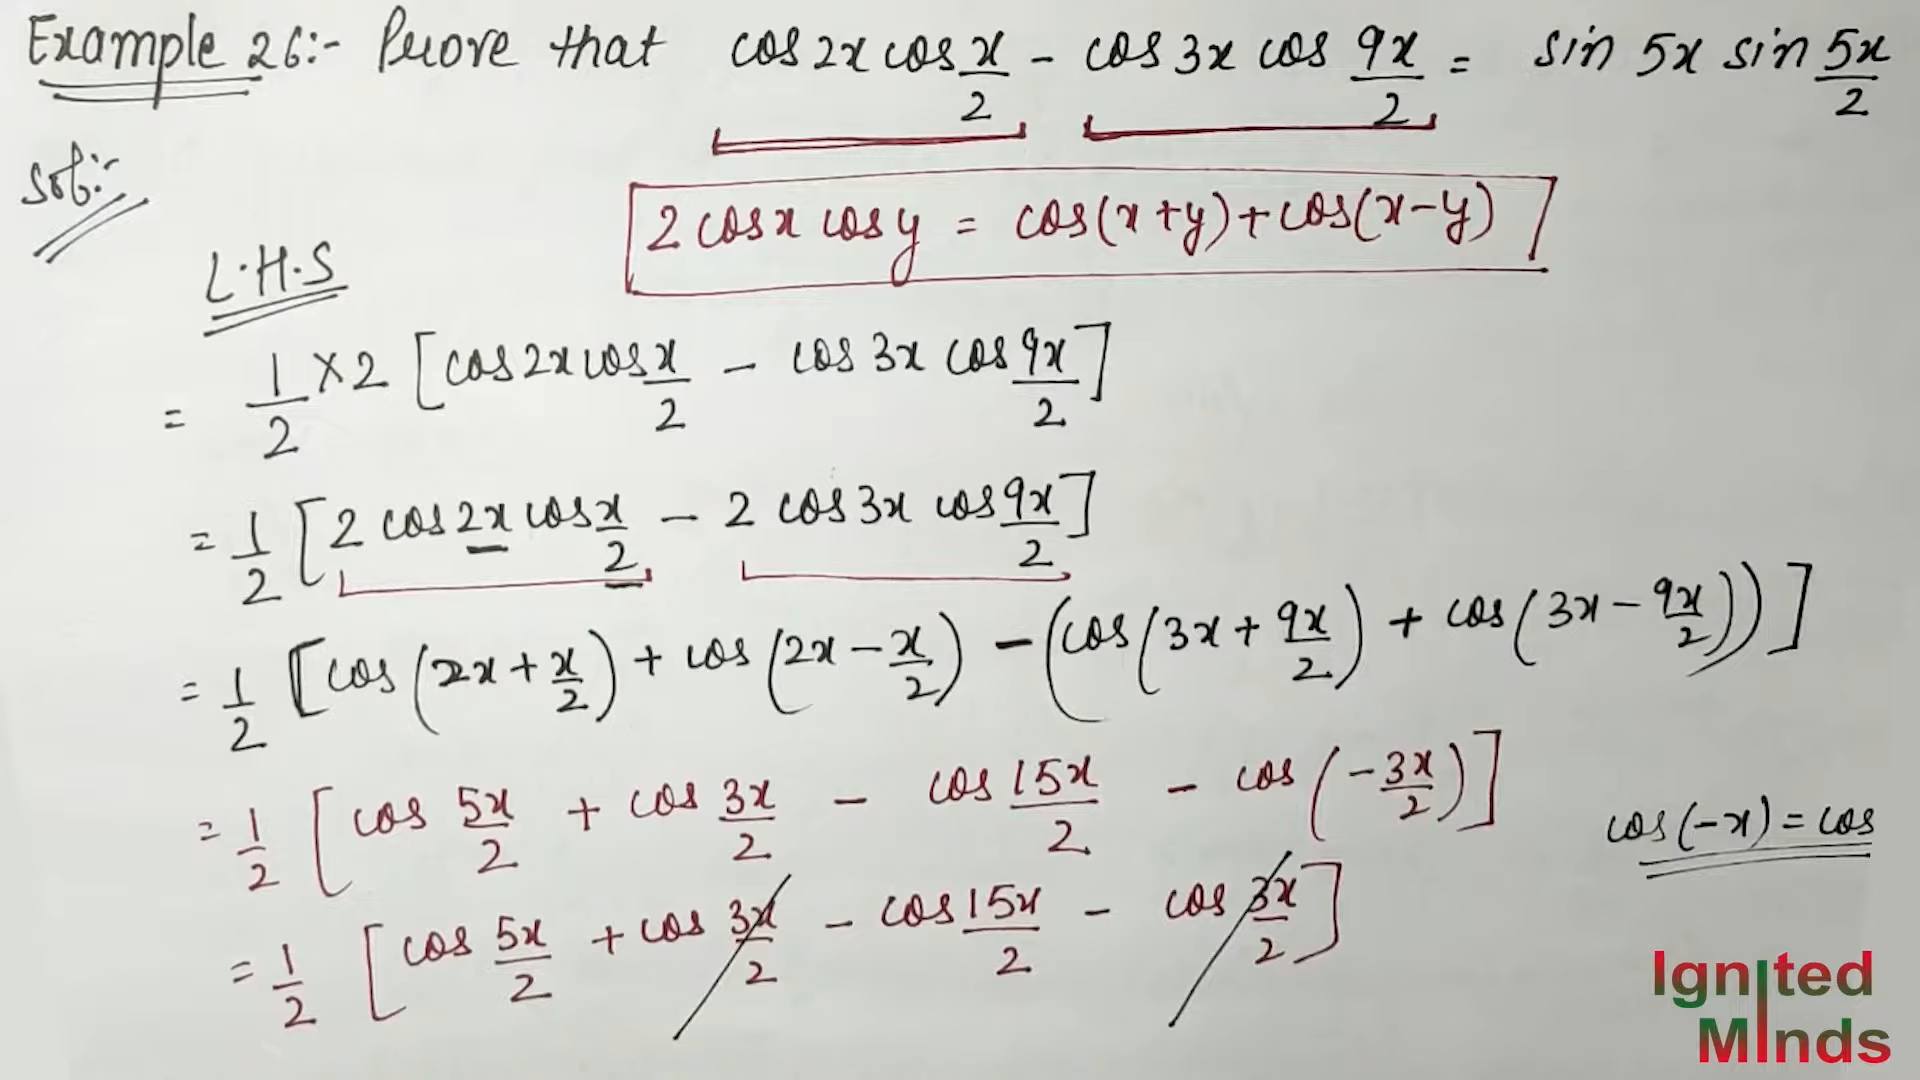 Example 26:- Prove that cos 2x cos x/2 - cos 3x cos 9x/2 = sin 5x sin 5x/2
Sol:-
2 cos x cos y = cos(x+y)+cos(x-y)
L.H.S
= 1/2 ×2 [cos 2x cos x/2 - cos 3x cos 9x/2]
= 1/2 [2 cos 2x cos x/2 - 2 cos 3x cos 9x/2]
= 1/2 [cos(2x + x/2) + cos(2x - x/2) - (cos(3x + 9x/2) + cos(3x - 9x/2))]
= 1/2 [cos 5x/2 + cos 3x/2 - cos 15x/2 - cos(-3x/2)]
cos(-x) = cos
= 1/2 [cos 5x/2 + cos 3x/2 - cos 15x/2 - cos 3x/2]
Ignited
Minds